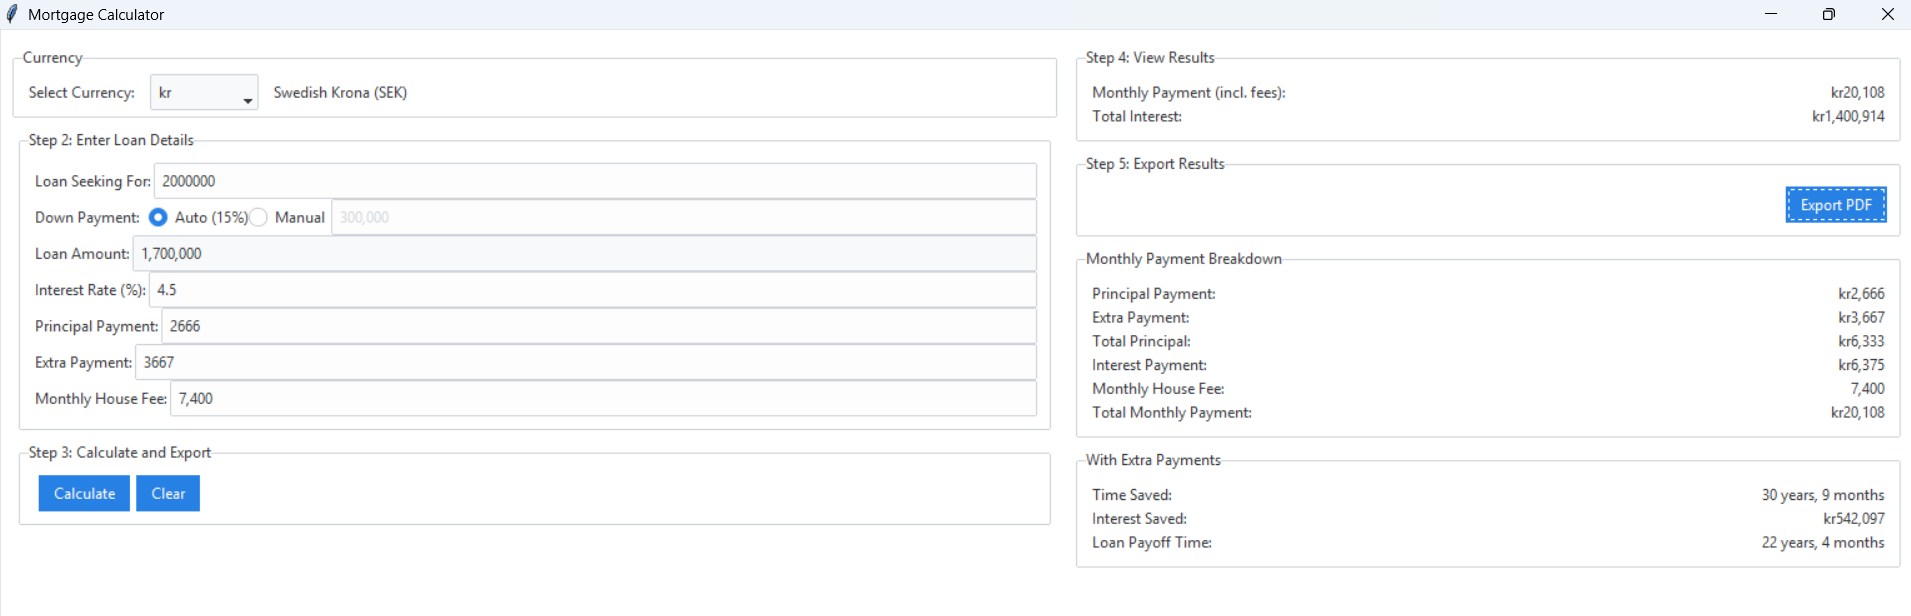 Mortgage Calculator
Currency
Select Currency: kr Swedish Krona (SEK)
Step 2: Enter Loan Details
Loan Seeking For: 2000000
Down Payment: Auto (15%) Manual 300,000
Loan Amount: 1,700,000
Interest Rate (%): 4.5
Principal Payment: 2666
Extra Payment: 3667
Monthly House Fee: 7,400
Step 3: Calculate and Export
Calculate Clear
Step 4: View Results
Monthly Payment (incl. fees): kr20,108
Total Interest: kr1,400,914
Step 5: Export Results
Export PDF
Monthly Payment Breakdown
Principal Payment: kr2,666
Extra Payment: kr3,667
Total Principal: kr6,333
Interest Payment: kr6,375
Monthly House Fee: 7,400
Total Monthly Payment: kr20,108
With Extra Payments
Time Saved: 30 years, 9 months
Interest Saved: kr542,097
Loan Payoff Time: 22 years, 4 months